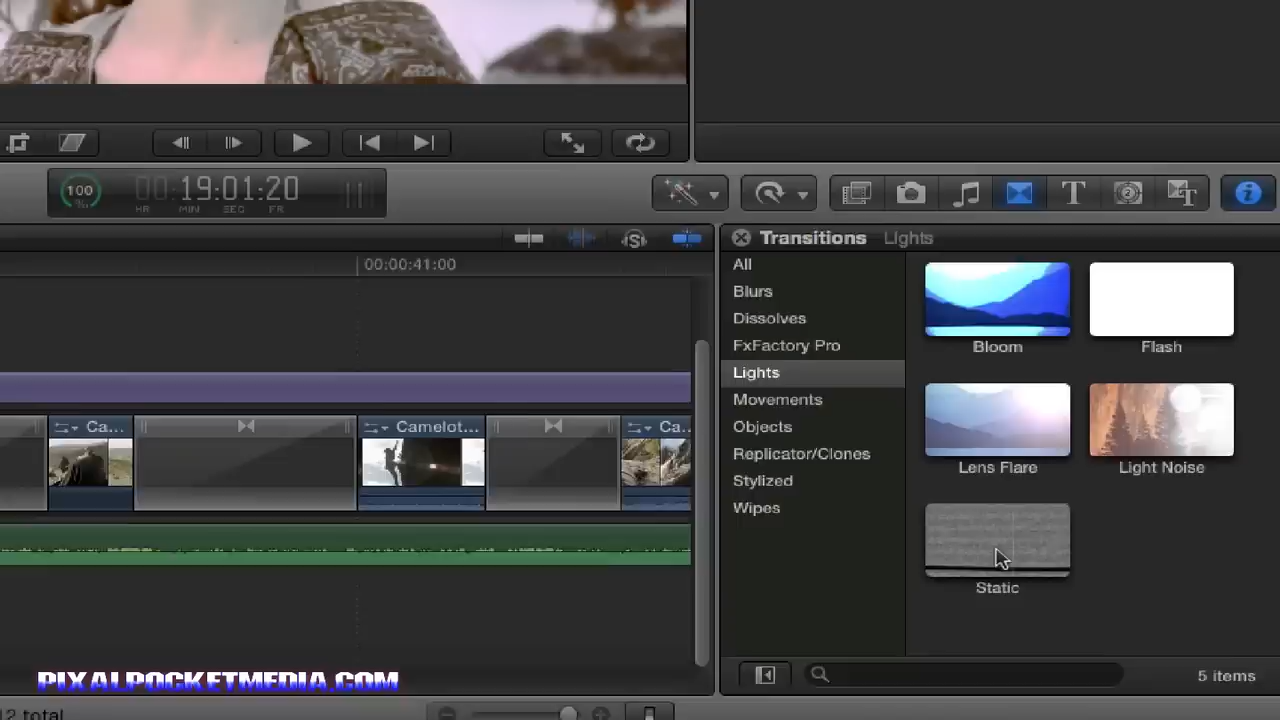 100
%
00:19:01:20
HR MIN SEC FR
T
T
i
Transitions Lights
S
00:00:41:00
All
Blurs
Dissolves
FxFactory Pro
Lights
Movements
Objects
Replicator/Clones
Stylized
Wipes
Bloom
Flash
Lens Flare
Light Noise
Static
Ca...
Camelot...
Ca...
PIXALPOCKETMEDIA.COM
5 items
2 total